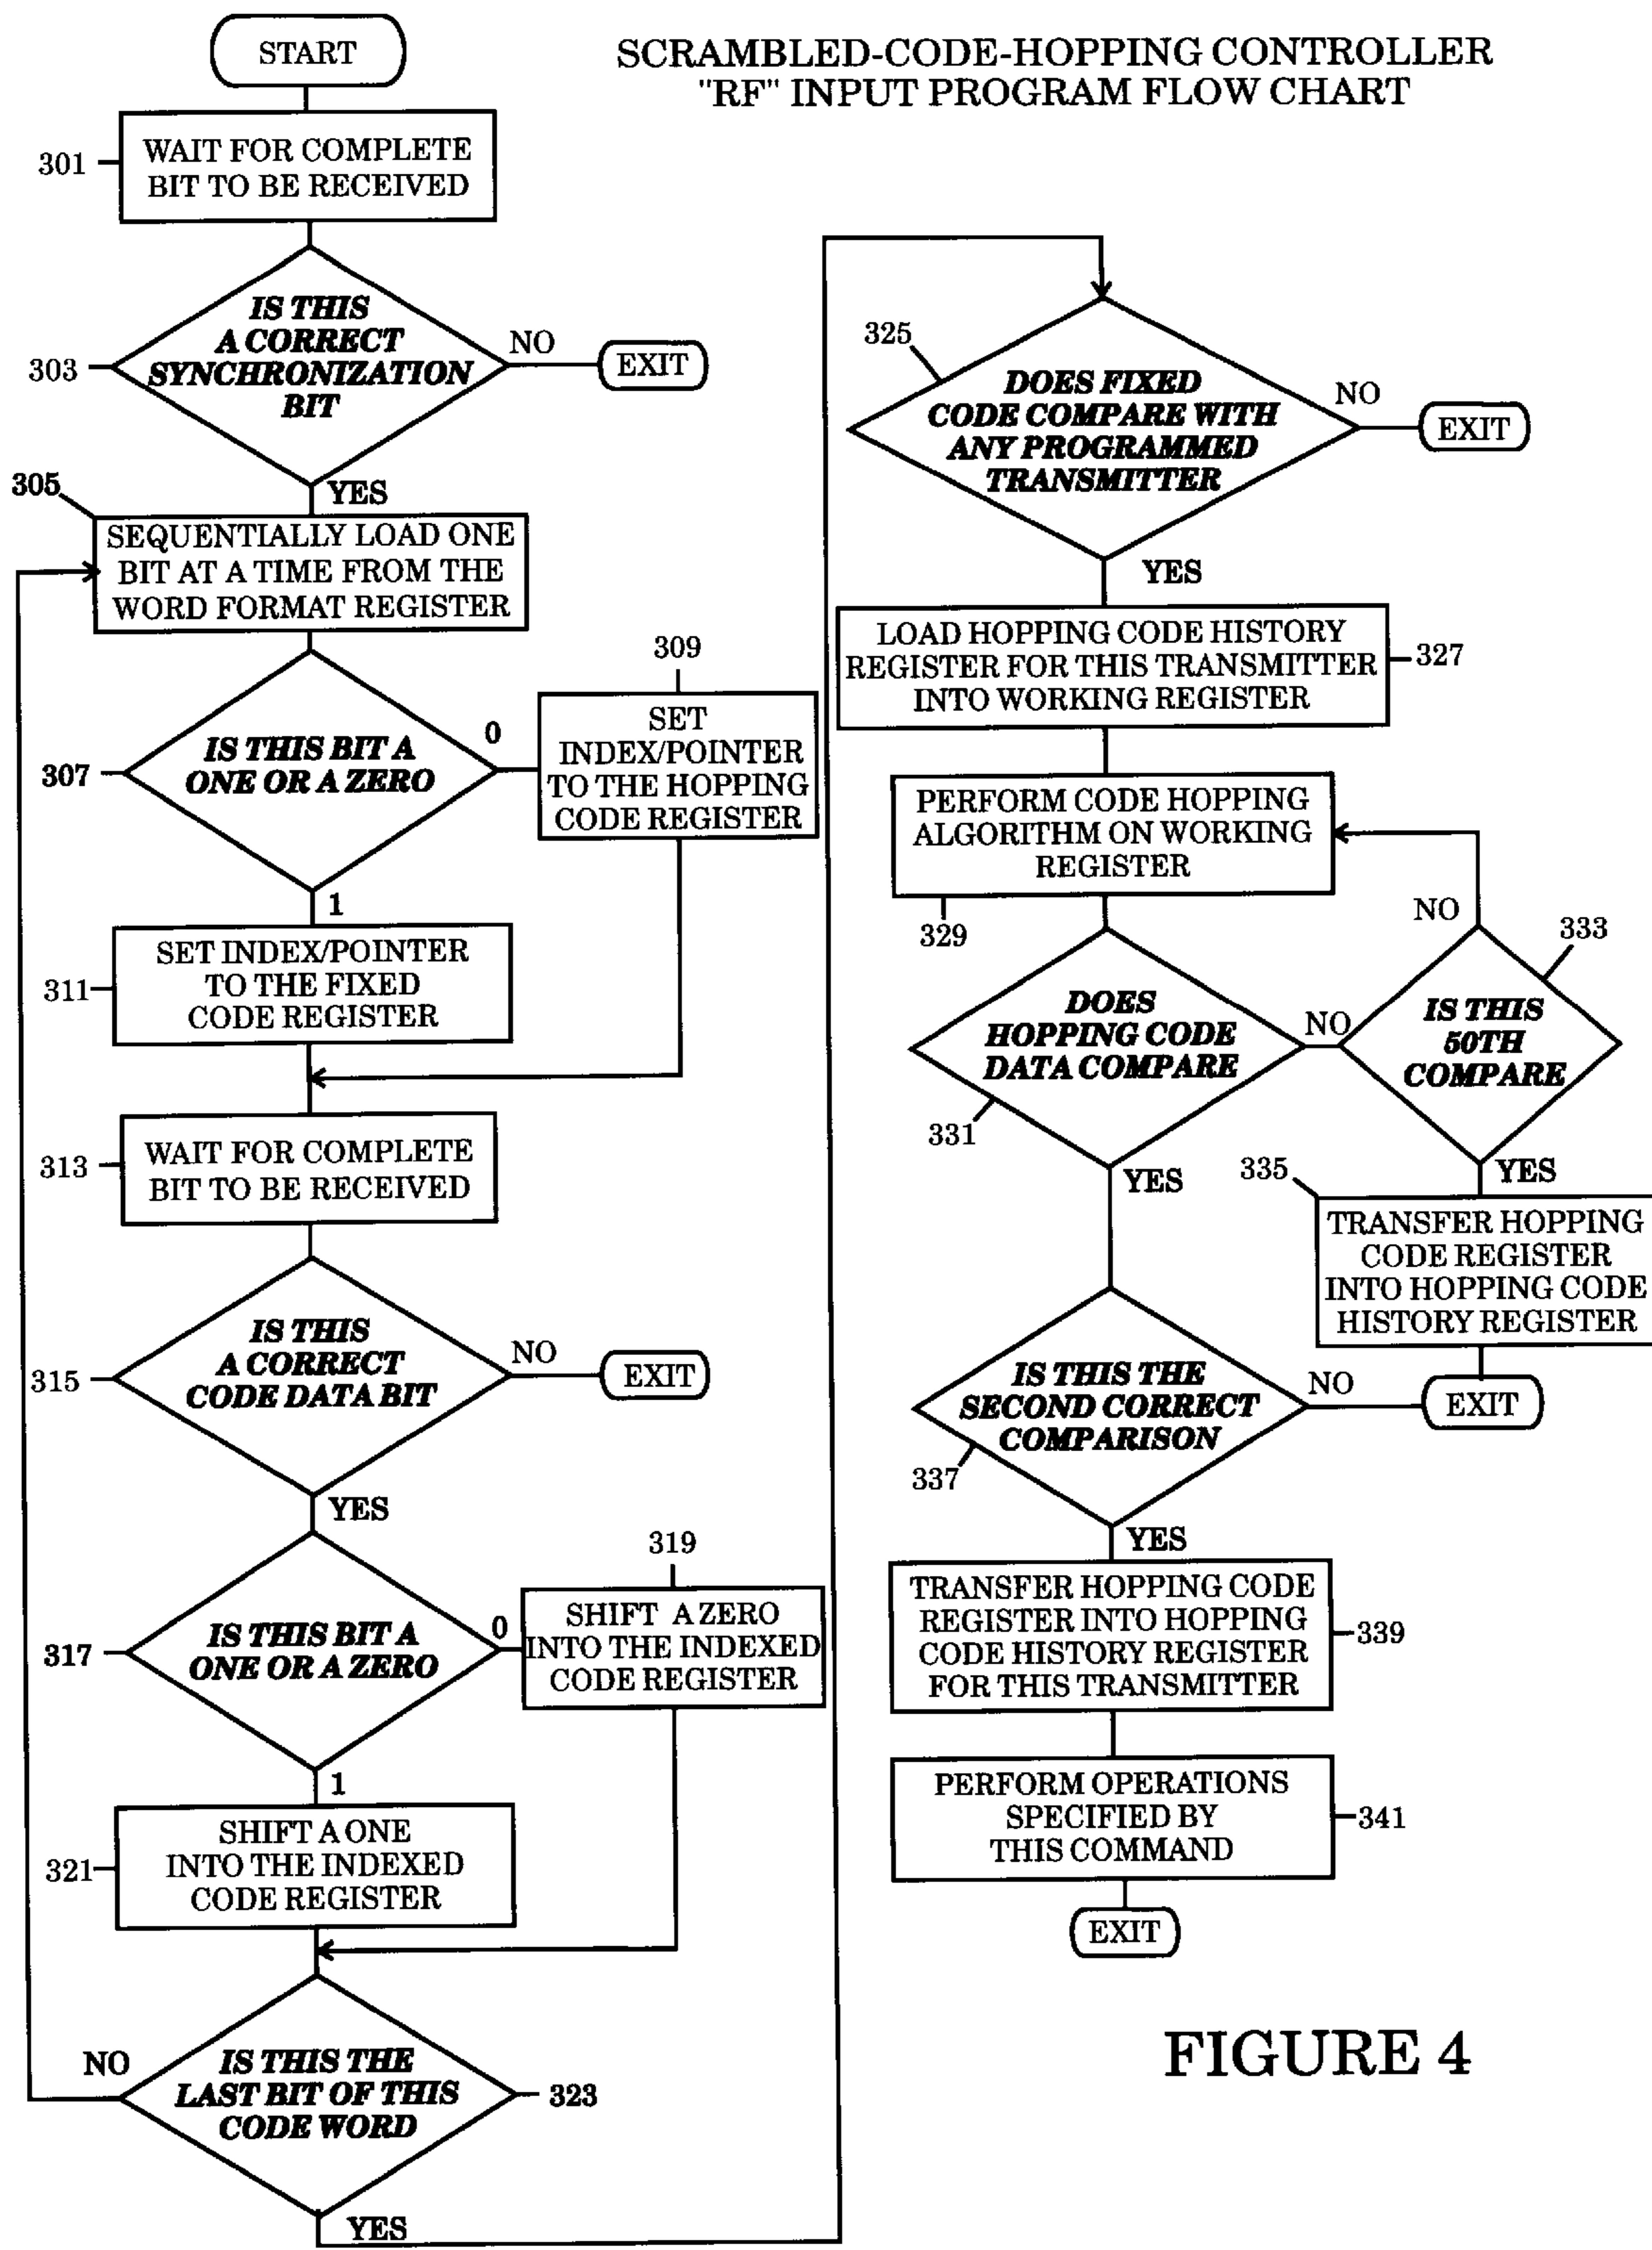 SCRAMBLED-CODE-HOPPING CONTROLLER
"RF" INPUT PROGRAM FLOW CHART
START
301
WAIT FOR COMPLETE
BIT TO BE RECEIVED
303
IS THIS
A CORRECT
SYNCHRONIZATION
BIT
NO
EXIT
YES
305
SEQUENTIALLY LOAD ONE
BIT AT A TIME FROM THE
WORD FORMAT REGISTER
307
IS THIS BIT A
ONE OR A ZERO
0
309
SET
INDEX/POINTER
TO THE HOPPING
CODE REGISTER
1
311
SET INDEX/POINTER
TO THE FIXED
CODE REGISTER
313
WAIT FOR COMPLETE
BIT TO BE RECEIVED
315
IS THIS
A CORRECT
CODE DATA BIT
NO
EXIT
YES
317
IS THIS BIT A
ONE OR A ZERO
0
319
SHIFT A ZERO
INTO THE INDEXED
CODE REGISTER
1
321
SHIFT A ONE
INTO THE INDEXED
CODE REGISTER
NO
IS THIS THE
LAST BIT OF THIS
CODE WORD
323
YES
325
DOES FIXED
CODE COMPARE WITH
ANY PROGRAMMED
TRANSMITTER
NO
EXIT
YES
LOAD HOPPING CODE HISTORY
REGISTER FOR THIS TRANSMITTER
INTO WORKING REGISTER
327
PERFORM CODE HOPPING
ALGORITHM ON WORKING
REGISTER
329
DOES
HOPPING CODE
DATA COMPARE
331
NO
NO
333
IS THIS
50TH
COMPARE
YES
335
TRANSFER HOPPING
CODE REGISTER
INTO HOPPING CODE
HISTORY REGISTER
YES
IS THIS THE
SECOND CORRECT
COMPARISON
337
NO
EXIT
YES
TRANSFER HOPPING CODE
REGISTER INTO HOPPING
CODE HISTORY REGISTER
FOR THIS TRANSMITTER
339
PERFORM OPERATIONS
SPECIFIED BY
THIS COMMAND
341
EXIT
FIGURE 4